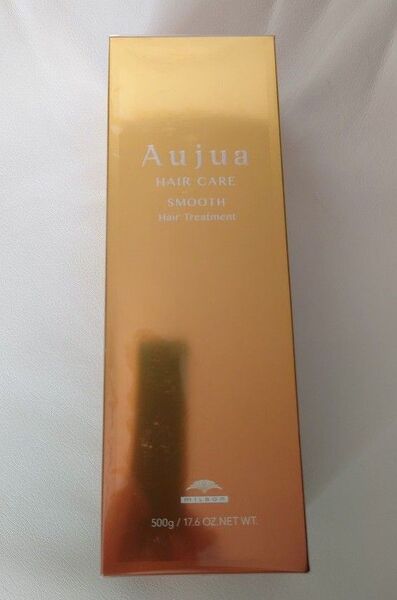 Aujua
HAIR CARE
SMOOTH
Hair Treatment
MILBON
500g / 17.6 OZ.NET WT.